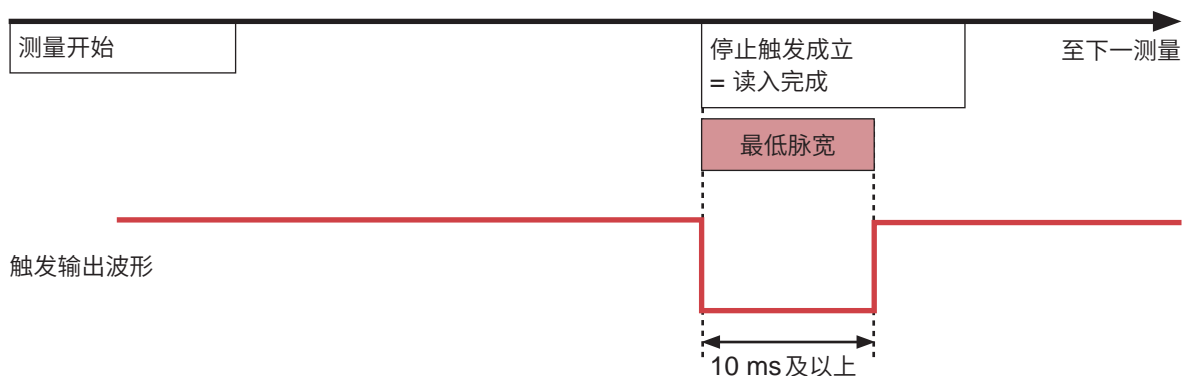 测量开始
停止触发成立
= 读入完成
至下一测量
最低脉宽
触发输出波形
10 ms及以上